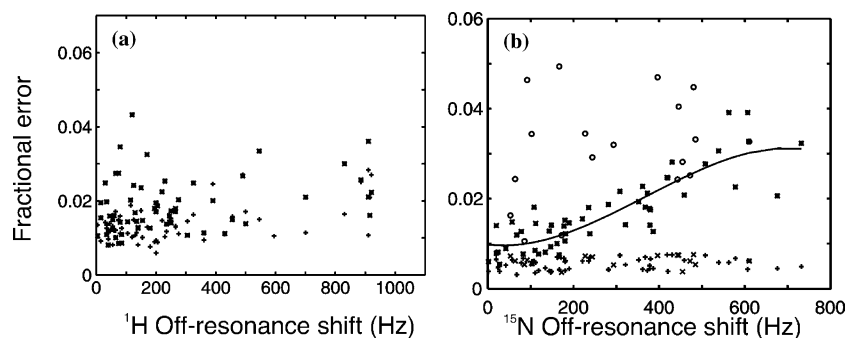 (a)
0.06
0.04
0.02
0
Fractional error
0 200 400 600 800 1000
¹H Off-resonance shift (Hz)
(b)
0.06
0.04
0.02
0
0 200 400 600 800
¹⁵N Off-resonance shift (Hz)